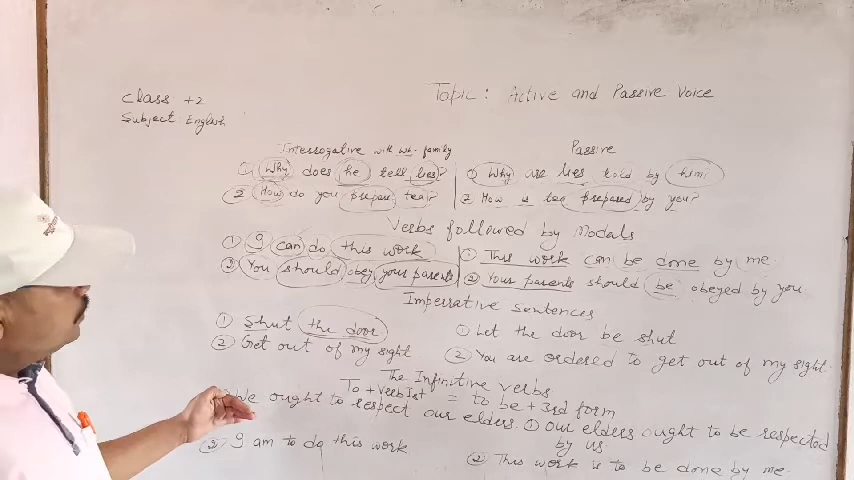 Class +2
Subject English
Topic: Active and Passive Voice
Interrogative with Wh- family
Passive
① Why does he tell lies?
① Why are lies told by him?
② How do you prepare tea?
2 How is tea prepared by you?
Verbs followed by Modals
① I can do this work
① This work can be done by me.
② You should obey your parents
② Your parents should be obeyed by you.
Imperrative Sentences
① Shut the door
① Let the door be shut
② Get out of my sight
② You are ordered to get out of my sight.
The Infinitive verbs
To + Verb Ist = to be + 3rd form
We ought to respect our elders.
① Our elders ought to be respected by us.
② I am to do this work
② This work is to be done by me.